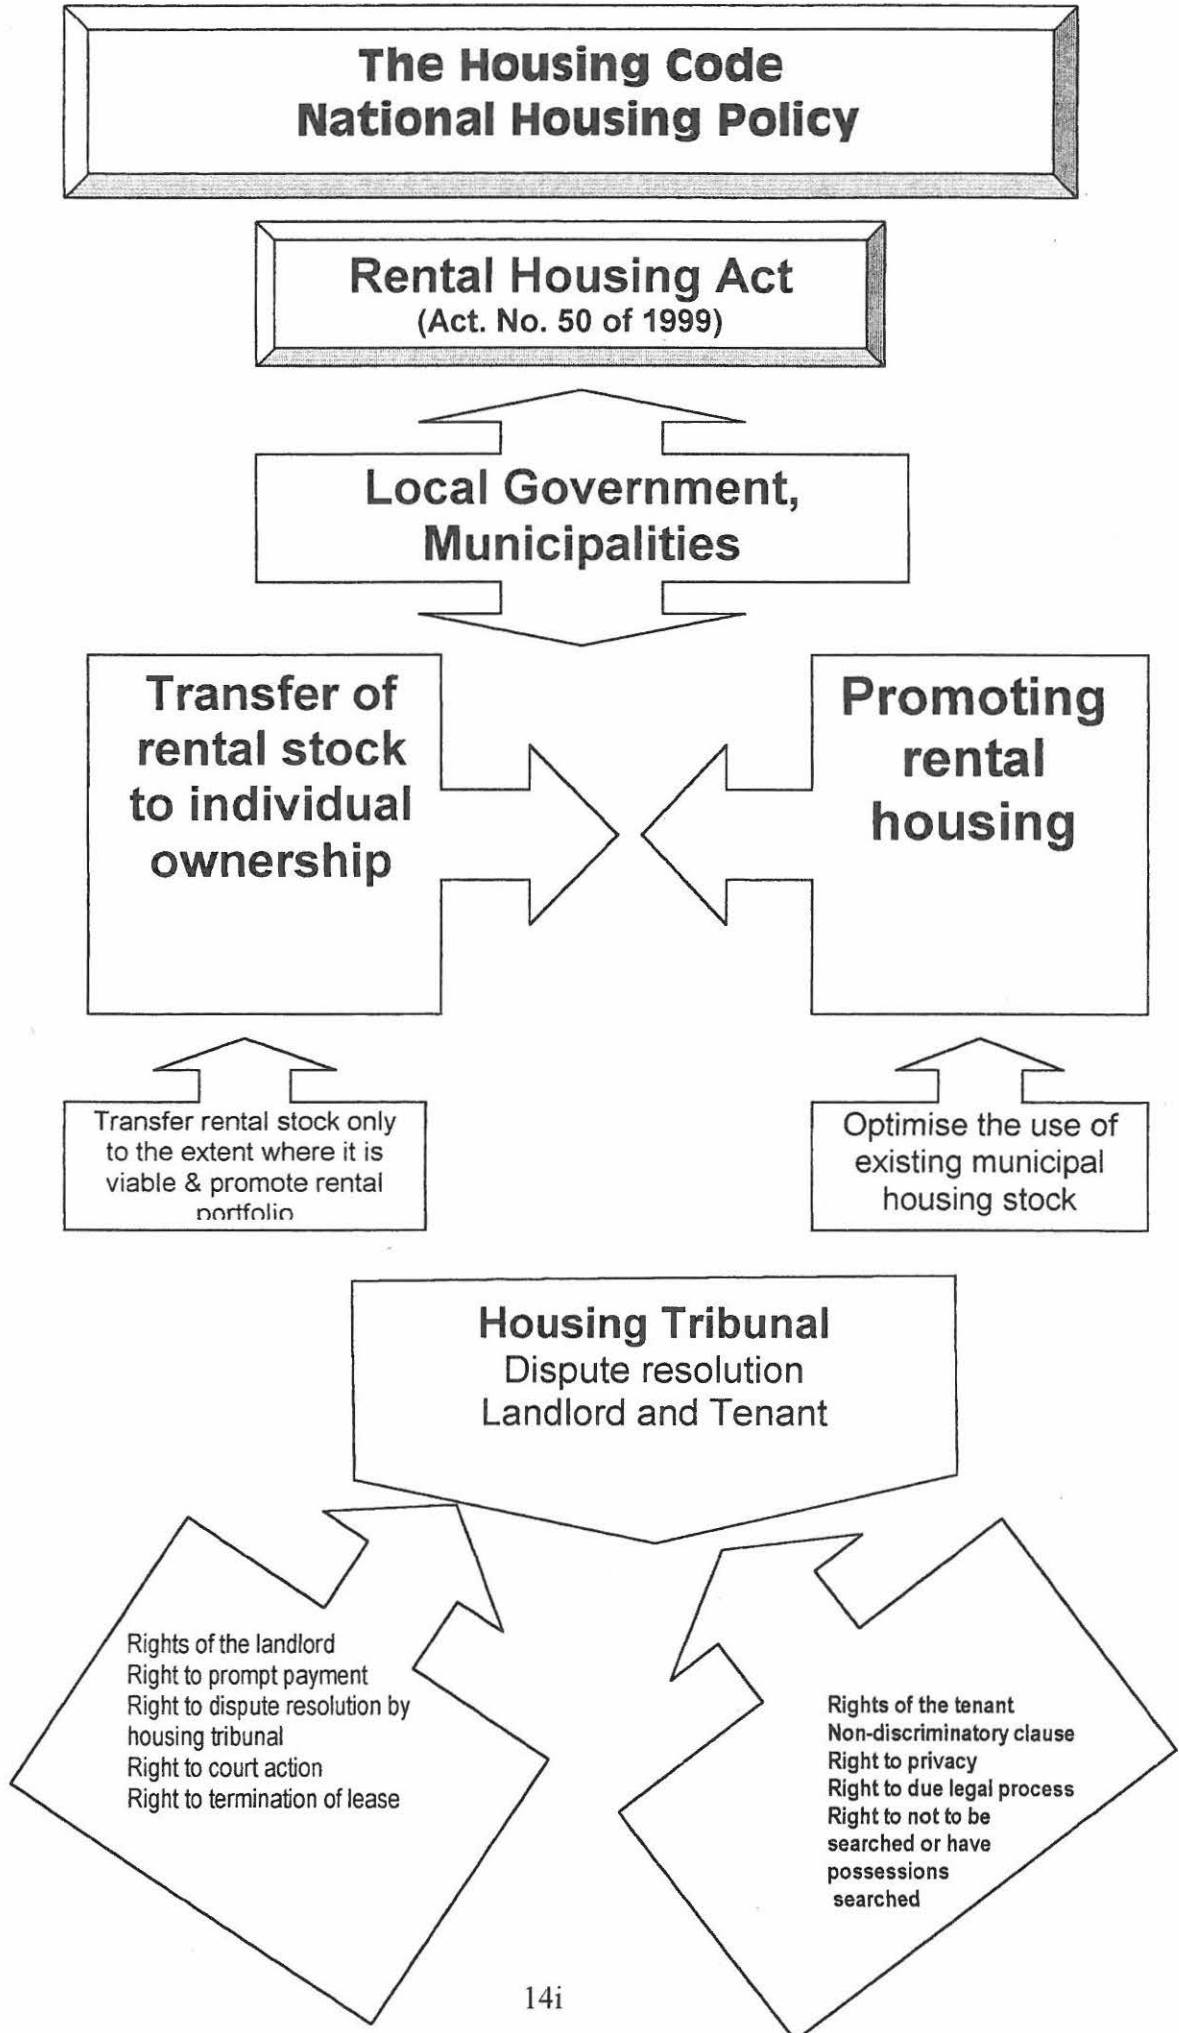 The Housing Code
National Housing Policy
Rental Housing Act
(Act. No. 50 of 1999)
Local Government,
Municipalities
Transfer of
rental stock
to individual
ownership
Promoting
rental
housing
Transfer rental stock only
to the extent where it is
viable & promote rental
portfolio
Optimise the use of
existing municipal
housing stock
Housing Tribunal
Dispute resolution
Landlord and Tenant
Rights of the landlord
Right to prompt payment
Right to dispute resolution by
housing tribunal
Right to court action
Right to termination of lease
Rights of the tenant
Non-discriminatory clause
Right to privacy
Right to due legal process
Right to not to be
searched or have
possessions
searched
14i